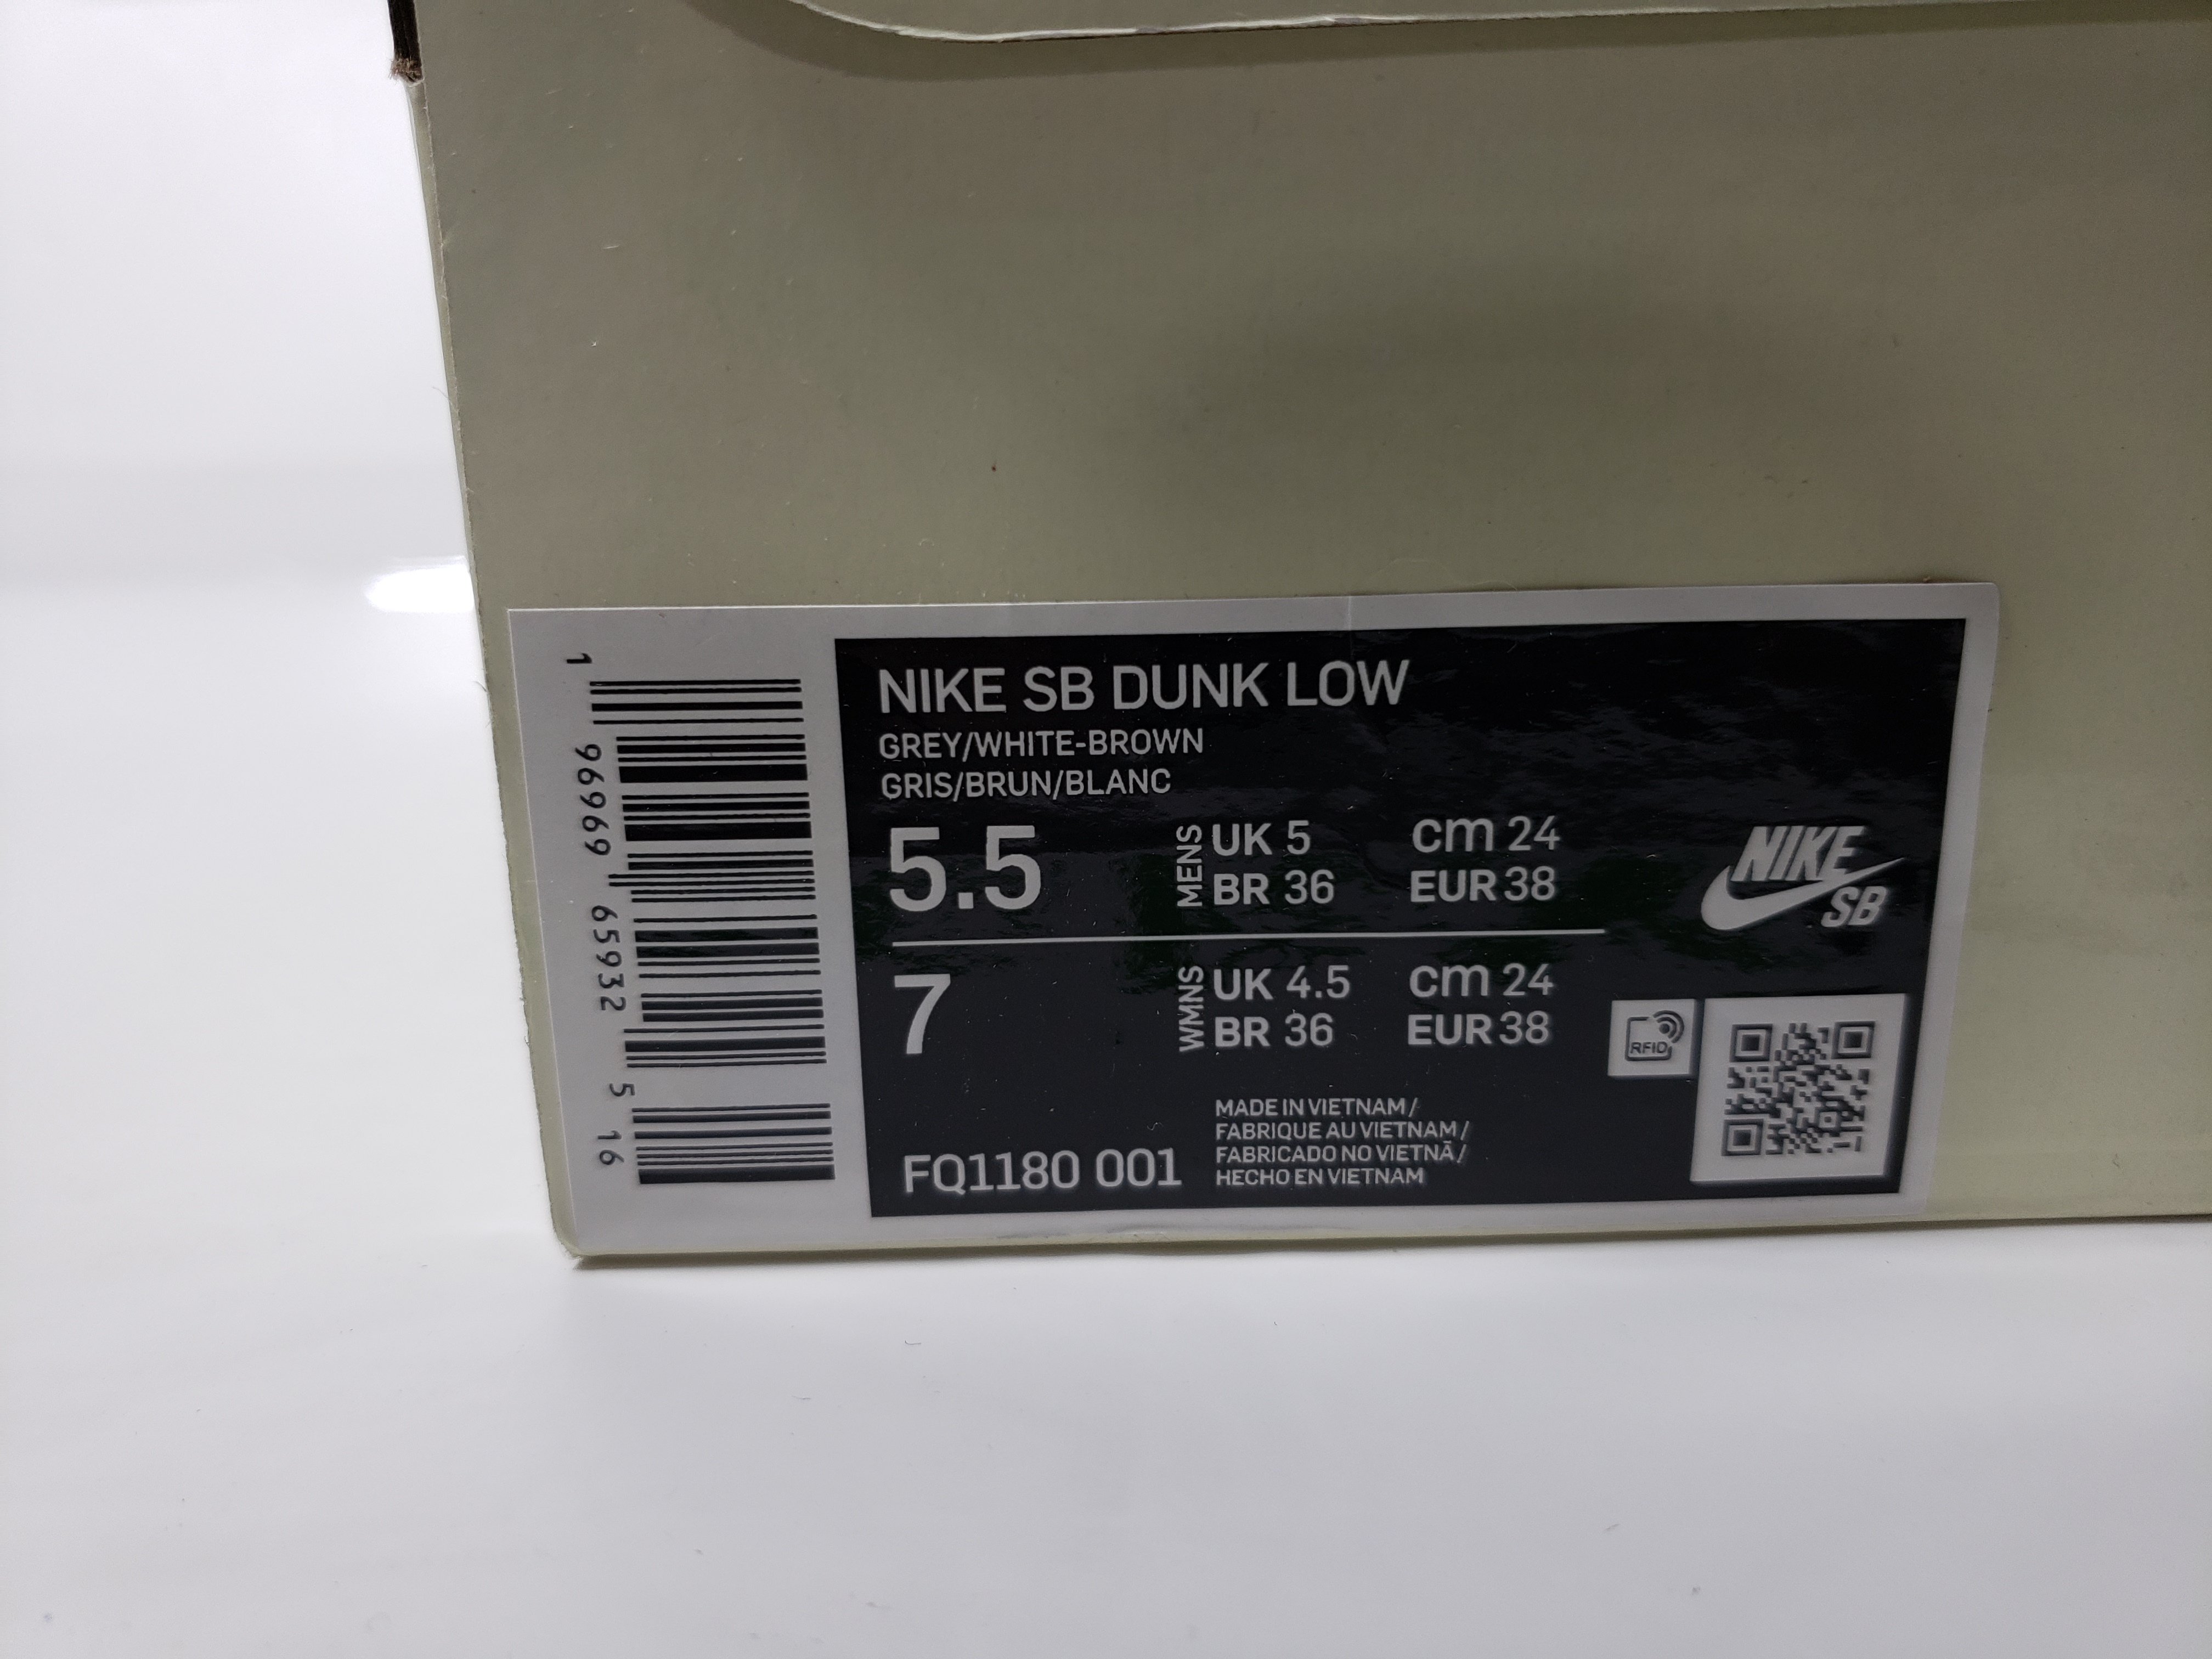 1 96969 65932 5 16
NIKE SB DUNK LOW
GREY/WHITE-BROWN
GRIS/BRUN/BLANC
5.5 MENS UK 5 cm 24
BR 36 EUR 38
7 WMNS UK 4.5 cm 24
BR 36 EUR 38
NIKE
SB
RFID
MADE IN VIETNAM /
FABRIQUE AU VIETNAM /
FABRICADO NO VIETNÃ /
HECHO EN VIETNAM
FQ1180 001